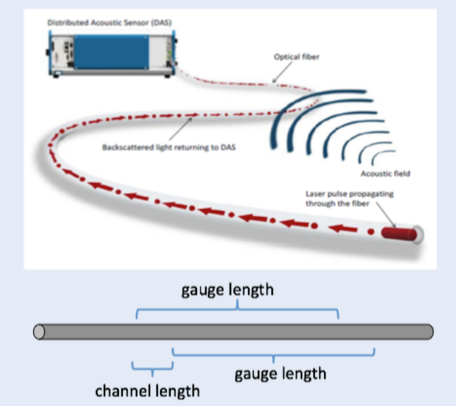 Distributed Acoustic Sensor (DAS)
Optical fiber
Backscattered light returning to DAS
Acoustic field
Laser pulse propagating
through the fiber
gauge length
gauge length
channel length